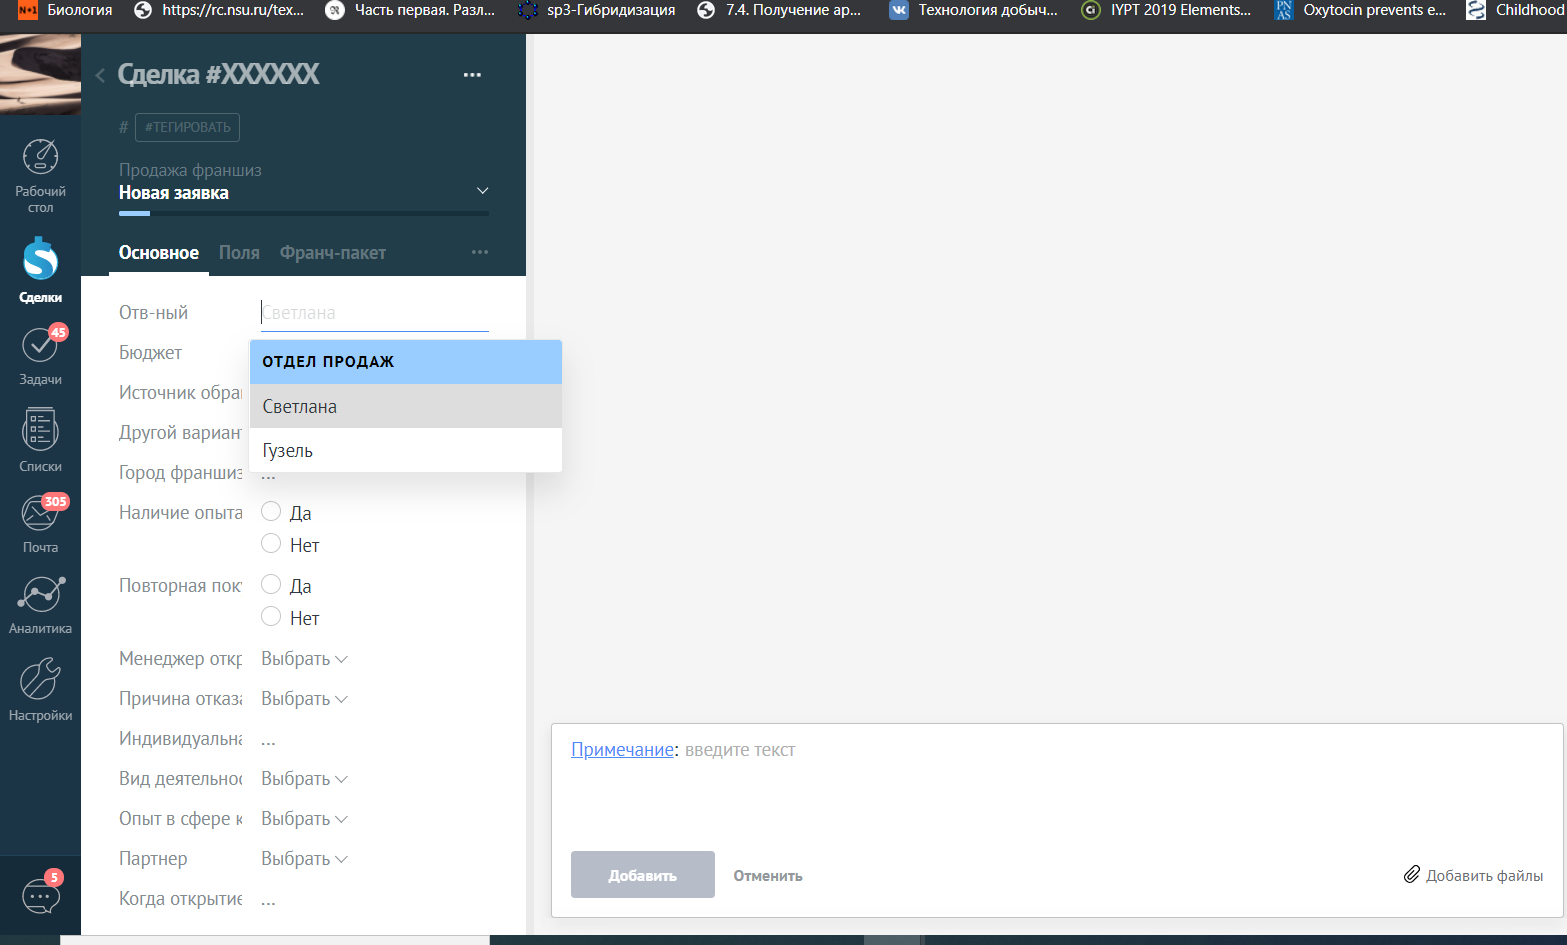 N+1 Биология
https://rc.nsu.ru/tex...
Часть первая. Разл...
sp3-Гибридизация
7.4. Получение ар...
Технология добыч...
IYPT 2019 Elements...
Oxytocin prevents e...
Childhood
Сделка #XXXXXX
# #ТЕГИРОВАТЬ
Продажа франшиз
Новая заявка
Основное Поля Франч-пакет
Рабочий
стол
Сделки
45
Задачи
Списки
305
Почта
Аналитика
Настройки
5
Отв-ный Светлана
Бюджет
ОТДЕЛ ПРОДАЖ
Светлана
Гузель
Источник обра
Другой вариант
Город франшиз ...
Наличие опыта Да
Нет
Повторная пок Да
Нет
Менеджер откр Выбрать
Причина отказа Выбрать
Индивидуальна ...
Вид деятельнос Выбрать
Опыт в сфере к Выбрать
Партнер Выбрать
Когда открытие ...
Примечание: введите текст
Добавить Отменить Добавить файлы